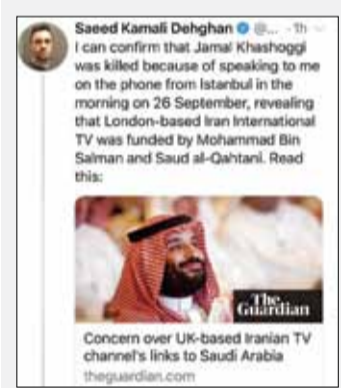 Saeed Kamali Dehghan @... · 1h
I can confirm that Jamal Khashoggi
was killed because of speaking to me
on the phone from Istanbul in the
morning on 26 September, revealing
that London-based Iran International
TV was funded by Mohammad Bin
Salman and Saud al-Qahtani. Read
this:
The
Guardian
Concern over UK-based Iranian TV
channel's links to Saudi Arabia
theguardian.com